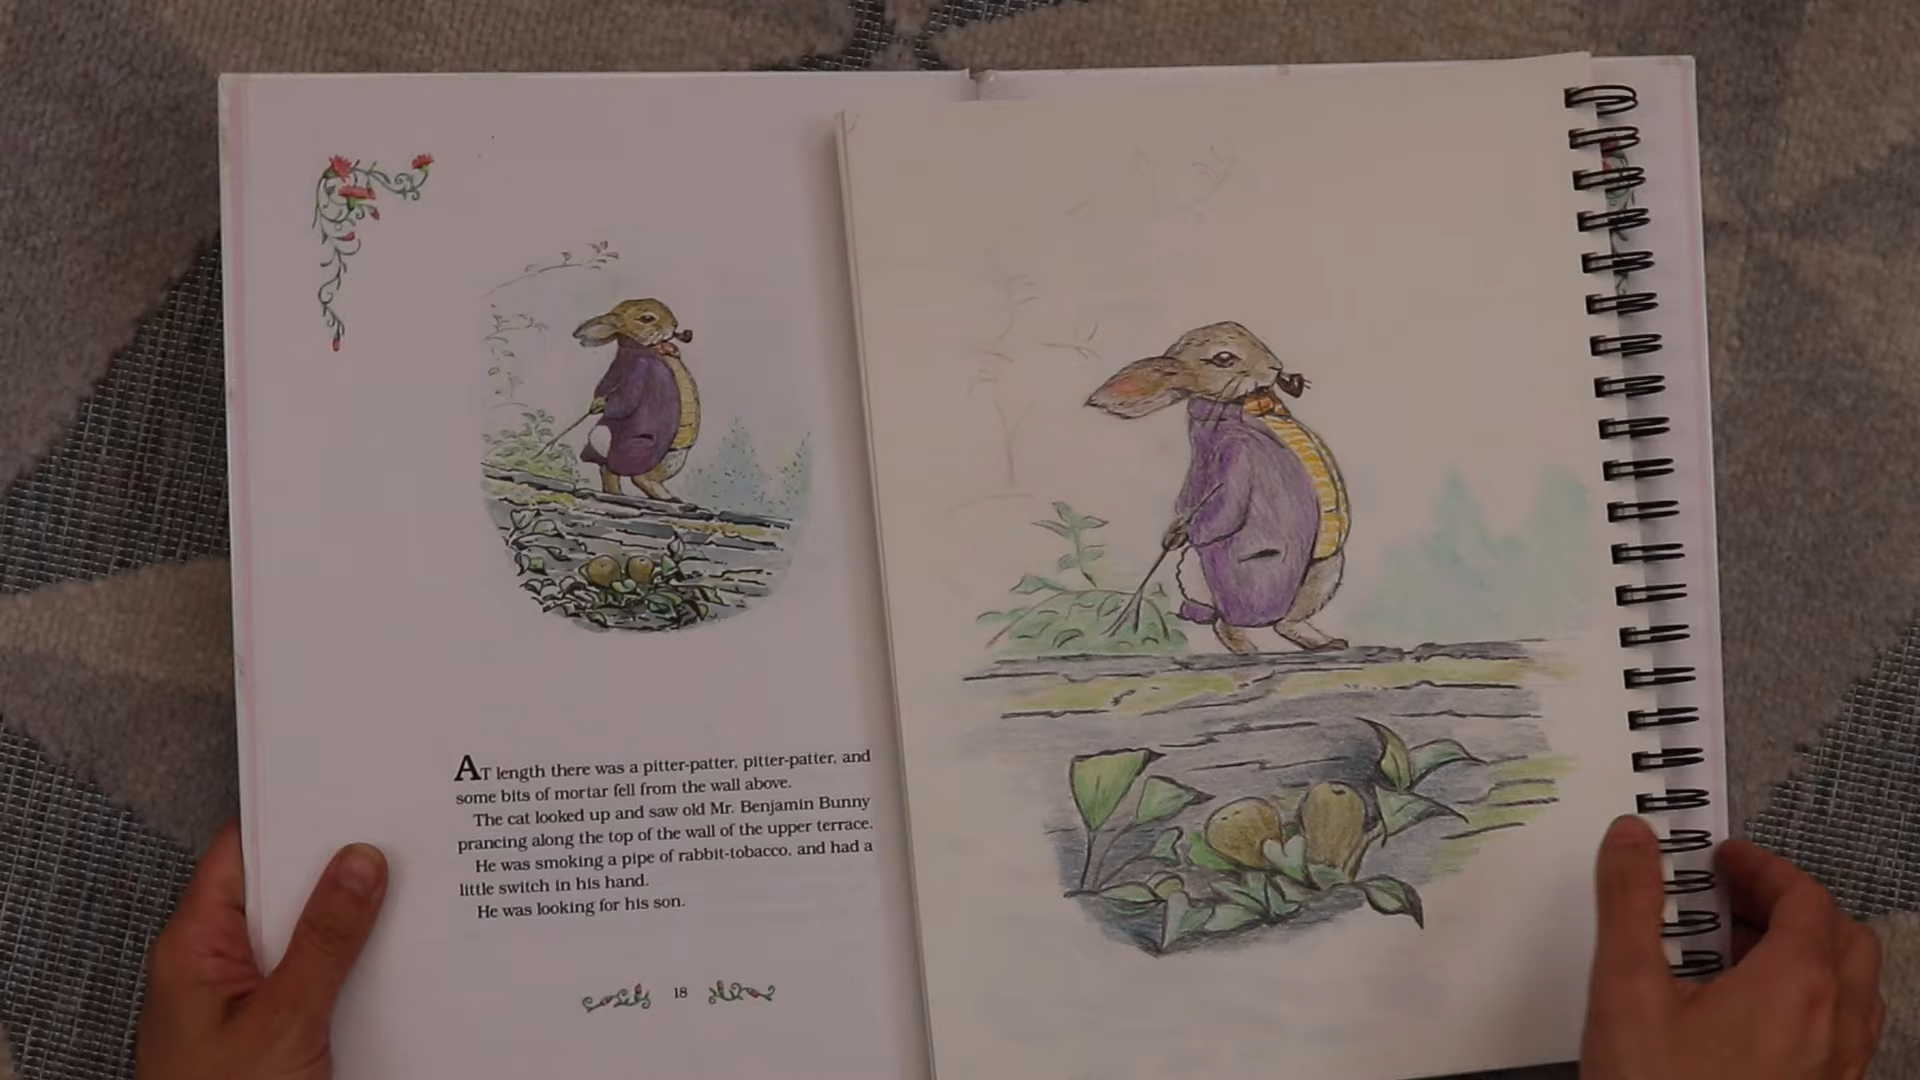 AT length there was a pitter-patter, pitter-patter, and
some bits of mortar fell from the wall above.
The cat looked up and saw old Mr. Benjamin Bunny
prancing along the top of the wall of the upper terrace.
He was smoking a pipe of rabbit-tobacco, and had a
little switch in his hand.
He was looking for his son.
18